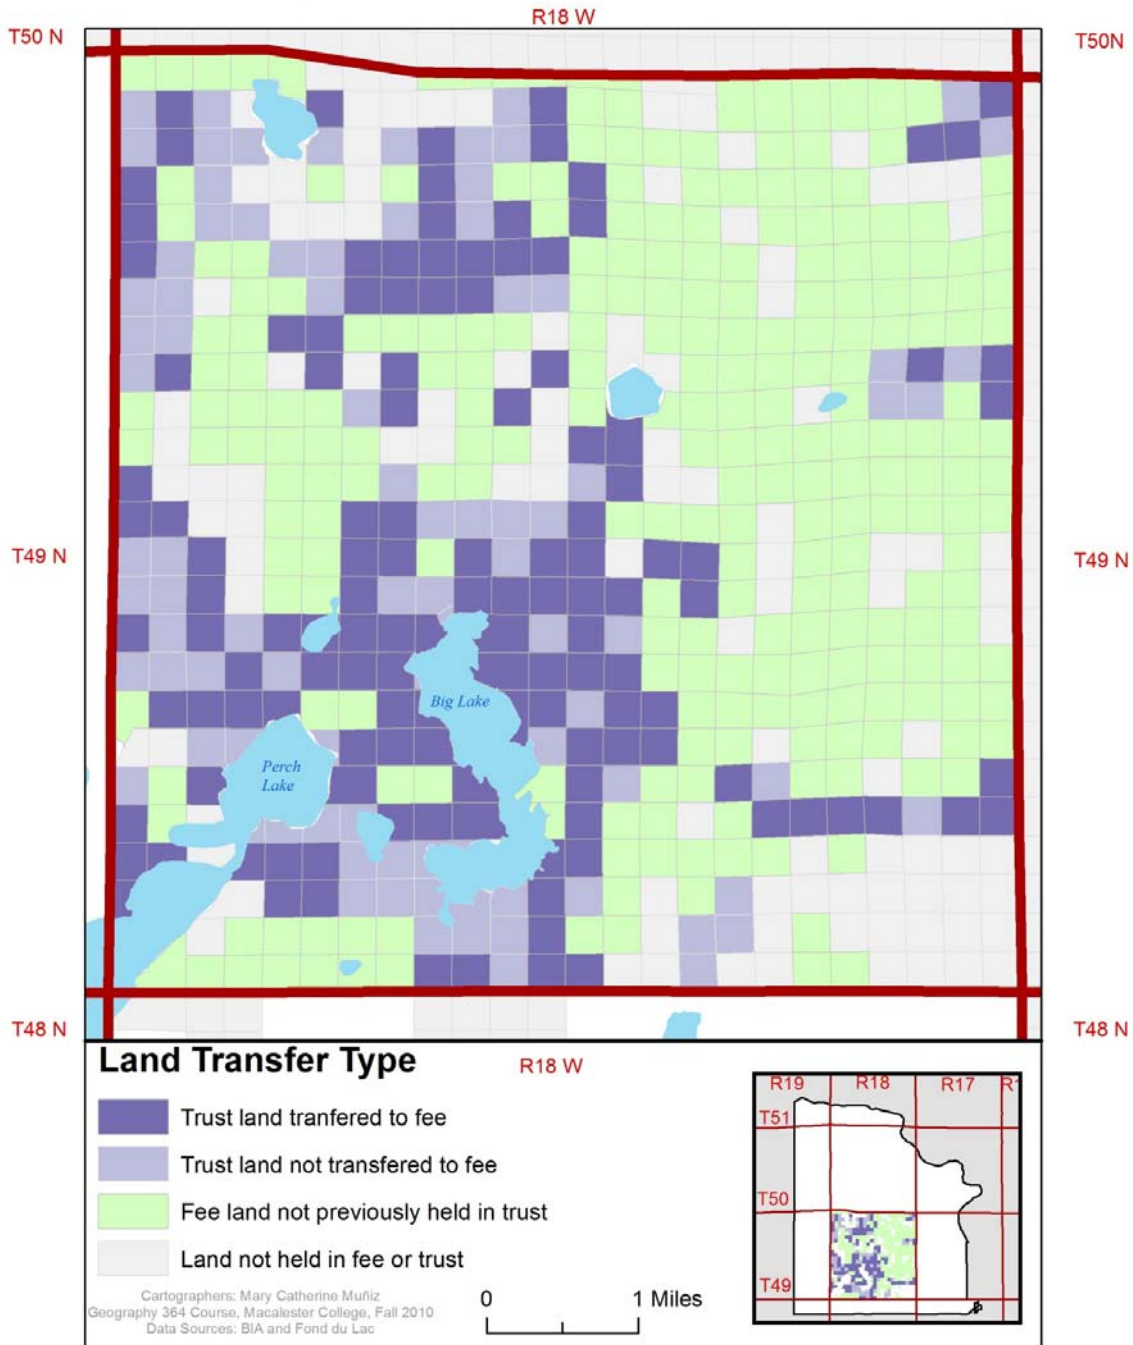 R18 W
T50 N
T50N
T49 N
T49 N
Big Lake
Perch
Lake
T48 N
T48 N
Land Transfer Type
R18 W
Trust land tranfered to fee
Trust land not transfered to fee
Fee land not previously held in trust
Land not held in fee or trust
Cartographers: Mary Catherine Muñiz
Geography 364 Course, Macalester College, Fall 2010
Data Sources: BIA and Fond du Lac
0 1 Miles
R19 R18 R17 R1
T51
T50
T49